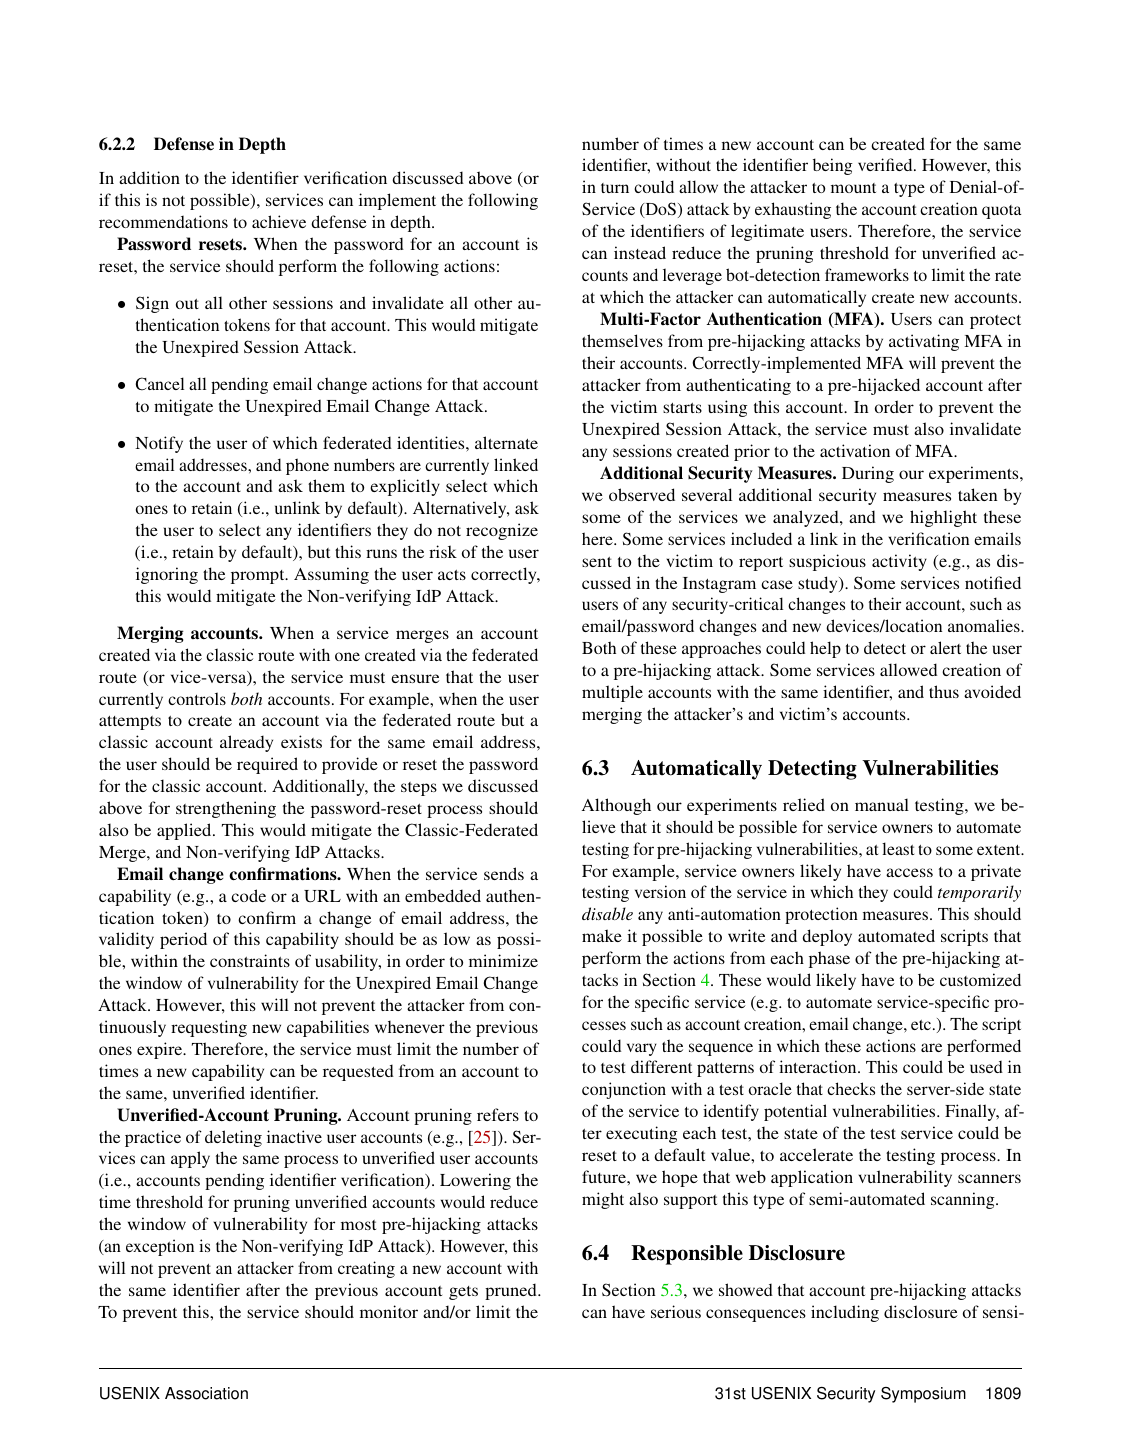 6.2.2 Defense in Depth
In addition to the identifier verification discussed above (or
if this is not possible), services can implement the following
recommendations to achieve defense in depth.
Password resets. When the password for an account is
reset, the service should perform the following actions:
• Sign out all other sessions and invalidate all other au-
thentication tokens for that account. This would mitigate
the Unexpired Session Attack.
• Cancel all pending email change actions for that account
to mitigate the Unexpired Email Change Attack.
• Notify the user of which federated identities, alternate
email addresses, and phone numbers are currently linked
to the account and ask them to explicitly select which
ones to retain (i.e., unlink by default). Alternatively, ask
the user to select any identifiers they do not recognize
(i.e., retain by default), but this runs the risk of the user
ignoring the prompt. Assuming the user acts correctly,
this would mitigate the Non-verifying IdP Attack.
Merging accounts. When a service merges an account
created via the classic route with one created via the federated
route (or vice-versa), the service must ensure that the user
currently controls both accounts. For example, when the user
attempts to create an account via the federated route but a
classic account already exists for the same email address,
the user should be required to provide or reset the password
for the classic account. Additionally, the steps we discussed
above for strengthening the password-reset process should
also be applied. This would mitigate the Classic-Federated
Merge, and Non-verifying IdP Attacks.
Email change confirmations. When the service sends a
capability (e.g., a code or a URL with an embedded authen-
tication token) to confirm a change of email address, the
validity period of this capability should be as low as possi-
ble, within the constraints of usability, in order to minimize
the window of vulnerability for the Unexpired Email Change
Attack. However, this will not prevent the attacker from con-
tinuously requesting new capabilities whenever the previous
ones expire. Therefore, the service must limit the number of
times a new capability can be requested from an account to
the same, unverified identifier.
Unverified-Account Pruning. Account pruning refers to
the practice of deleting inactive user accounts (e.g., [25]). Ser-
vices can apply the same process to unverified user accounts
(i.e., accounts pending identifier verification). Lowering the
time threshold for pruning unverified accounts would reduce
the window of vulnerability for most pre-hijacking attacks
(an exception is the Non-verifying IdP Attack). However, this
will not prevent an attacker from creating a new account with
the same identifier after the previous account gets pruned.
To prevent this, the service should monitor and/or limit the
number of times a new account can be created for the same
identifier, without the identifier being verified. However, this
in turn could allow the attacker to mount a type of Denial-of-
Service (DoS) attack by exhausting the account creation quota
of the identifiers of legitimate users. Therefore, the service
can instead reduce the pruning threshold for unverified ac-
counts and leverage bot-detection frameworks to limit the rate
at which the attacker can automatically create new accounts.
Multi-Factor Authentication (MFA). Users can protect
themselves from pre-hijacking attacks by activating MFA in
their accounts. Correctly-implemented MFA will prevent the
attacker from authenticating to a pre-hijacked account after
the victim starts using this account. In order to prevent the
Unexpired Session Attack, the service must also invalidate
any sessions created prior to the activation of MFA.
Additional Security Measures. During our experiments,
we observed several additional security measures taken by
some of the services we analyzed, and we highlight these
here. Some services included a link in the verification emails
sent to the victim to report suspicious activity (e.g., as dis-
cussed in the Instagram case study). Some services notified
users of any security-critical changes to their account, such as
email/password changes and new devices/location anomalies.
Both of these approaches could help to detect or alert the user
to a pre-hijacking attack. Some services allowed creation of
multiple accounts with the same identifier, and thus avoided
merging the attacker's and victim's accounts.
6.3 Automatically Detecting Vulnerabilities
Although our experiments relied on manual testing, we be-
lieve that it should be possible for service owners to automate
testing for pre-hijacking vulnerabilities, at least to some extent.
For example, service owners likely have access to a private
testing version of the service in which they could temporarily
disable any anti-automation protection measures. This should
make it possible to write and deploy automated scripts that
perform the actions from each phase of the pre-hijacking at-
tacks in Section 4. These would likely have to be customized
for the specific service (e.g. to automate service-specific pro-
cesses such as account creation, email change, etc.). The script
could vary the sequence in which these actions are performed
to test different patterns of interaction. This could be used in
conjunction with a test oracle that checks the server-side state
of the service to identify potential vulnerabilities. Finally, af-
ter executing each test, the state of the test service could be
reset to a default value, to accelerate the testing process. In
future, we hope that web application vulnerability scanners
might also support this type of semi-automated scanning.
6.4 Responsible Disclosure
In Section 5.3, we showed that account pre-hijacking attacks
can have serious consequences including disclosure of sensi-
USENIX Association
31st USENIX Security Symposium 1809